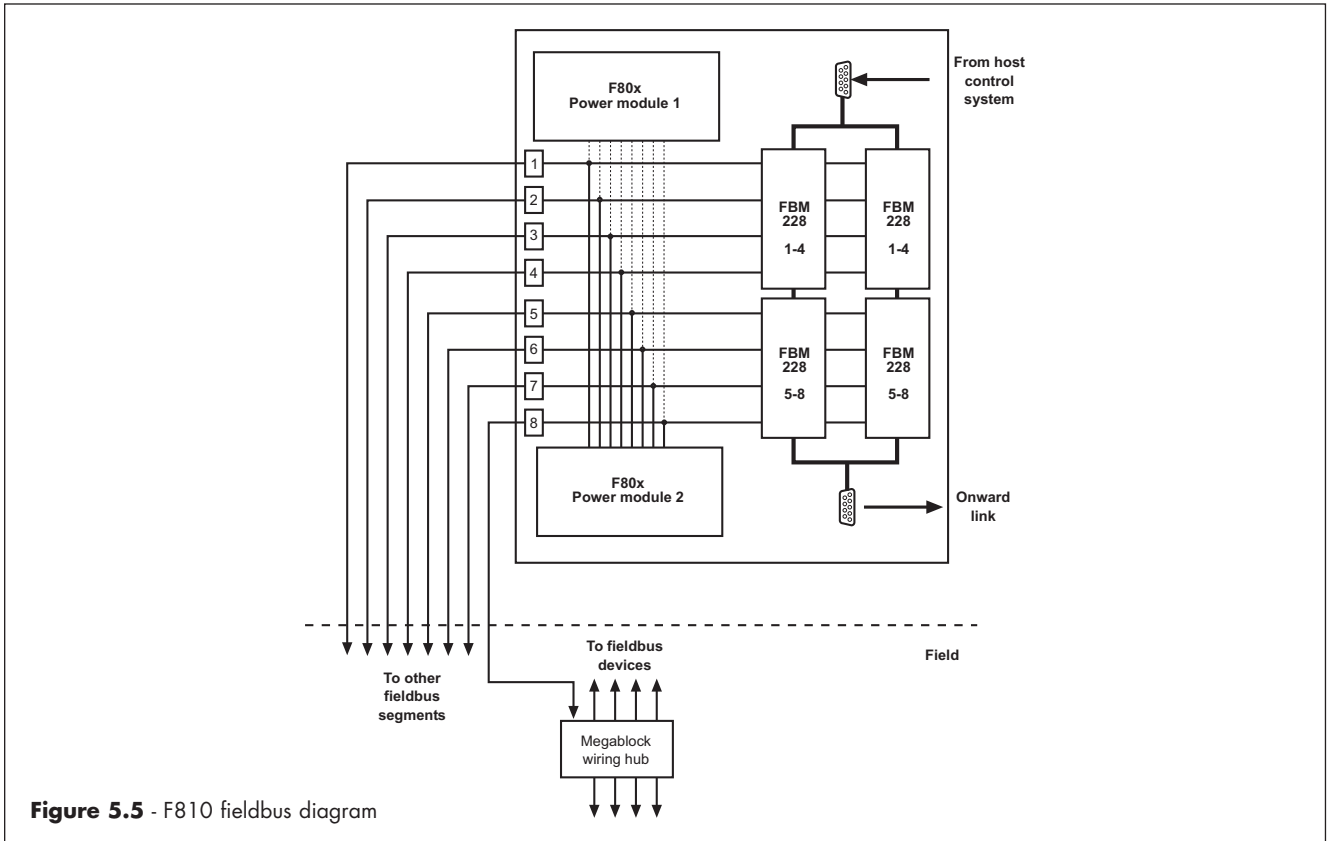 F80x
Power module 1
From host
control
system
1
2
3
4
5
6
7
8
FBM
228
1-4
FBM
228
1-4
FBM
228
5-8
FBM
228
5-8
F80x
Power module 2
Onward
link
To other
fieldbus
segments
To fieldbus
devices
Field
Megablock
wiring hub
Figure 5.5 - F810 fieldbus diagram